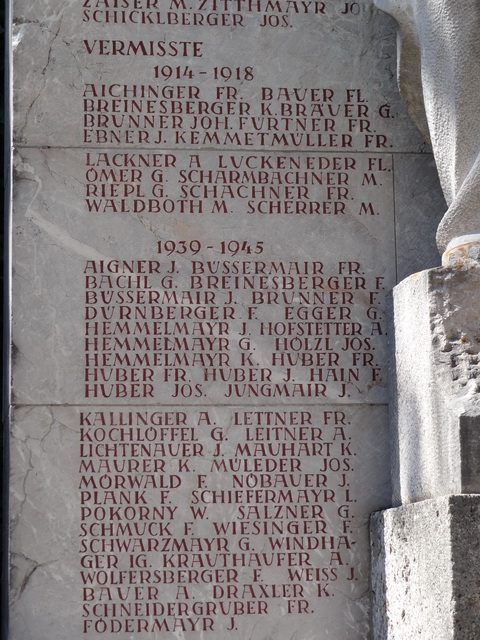 ZAISER M. ZITTHMAYR JO
SCHICKLBERGER JOS.
VERMISSTE
1914-1918
AICHINGER FR. BAUER FL.
BREINESBERGER K. BRAUER G.
BRUNNER JOH. FURTNER FR.
EBNER J. KEMMETMÜLLER FR.
LACKNER A LUCKENEDER FL.
OMER G. SCHARMBACHNER M.
RIEPL G. SCHACHNER FR.
WALDBOTH M. SCHERRER M.
1939-1945
AIGNER J. BUSSERMAIR FR.
BACHL G. BREINESBERGER F.
BUSSERMAIR J. BRUNNER F.
DÜRNBERGER F. EGGER G.
HEMMELMAYR J. HOFSTETTER A.
HEMMELMAYR G. HÖLZL JOS.
HEMMELMAYR K. HUBER FR.
HUBER FR. HUBER J. HAIN F.
HUBER JOS. JUNGMAIR J.
KALLINGER A. LETTNER FR.
KOCHLÖFFEL G. LEITNER A.
LICHTENAUER J. MAUHART K.
MAURER K. MÜLEDER JOS.
MÖRWALD F. NÖBAUER J.
PLANK F. SCHIEFERMAYR L.
POKORNY W. SALZNER G.
SCHMUCK F. WIESINGER F.
SCHWARZMAYR G. WINDHA-
GER IG. KRAUTHAUFER A.
WOLFERSBERGER F. WEISS J.
BAUER A. DRAXLER K.
SCHNEIDERGRUBER FR.
FÖDERMAYR J.